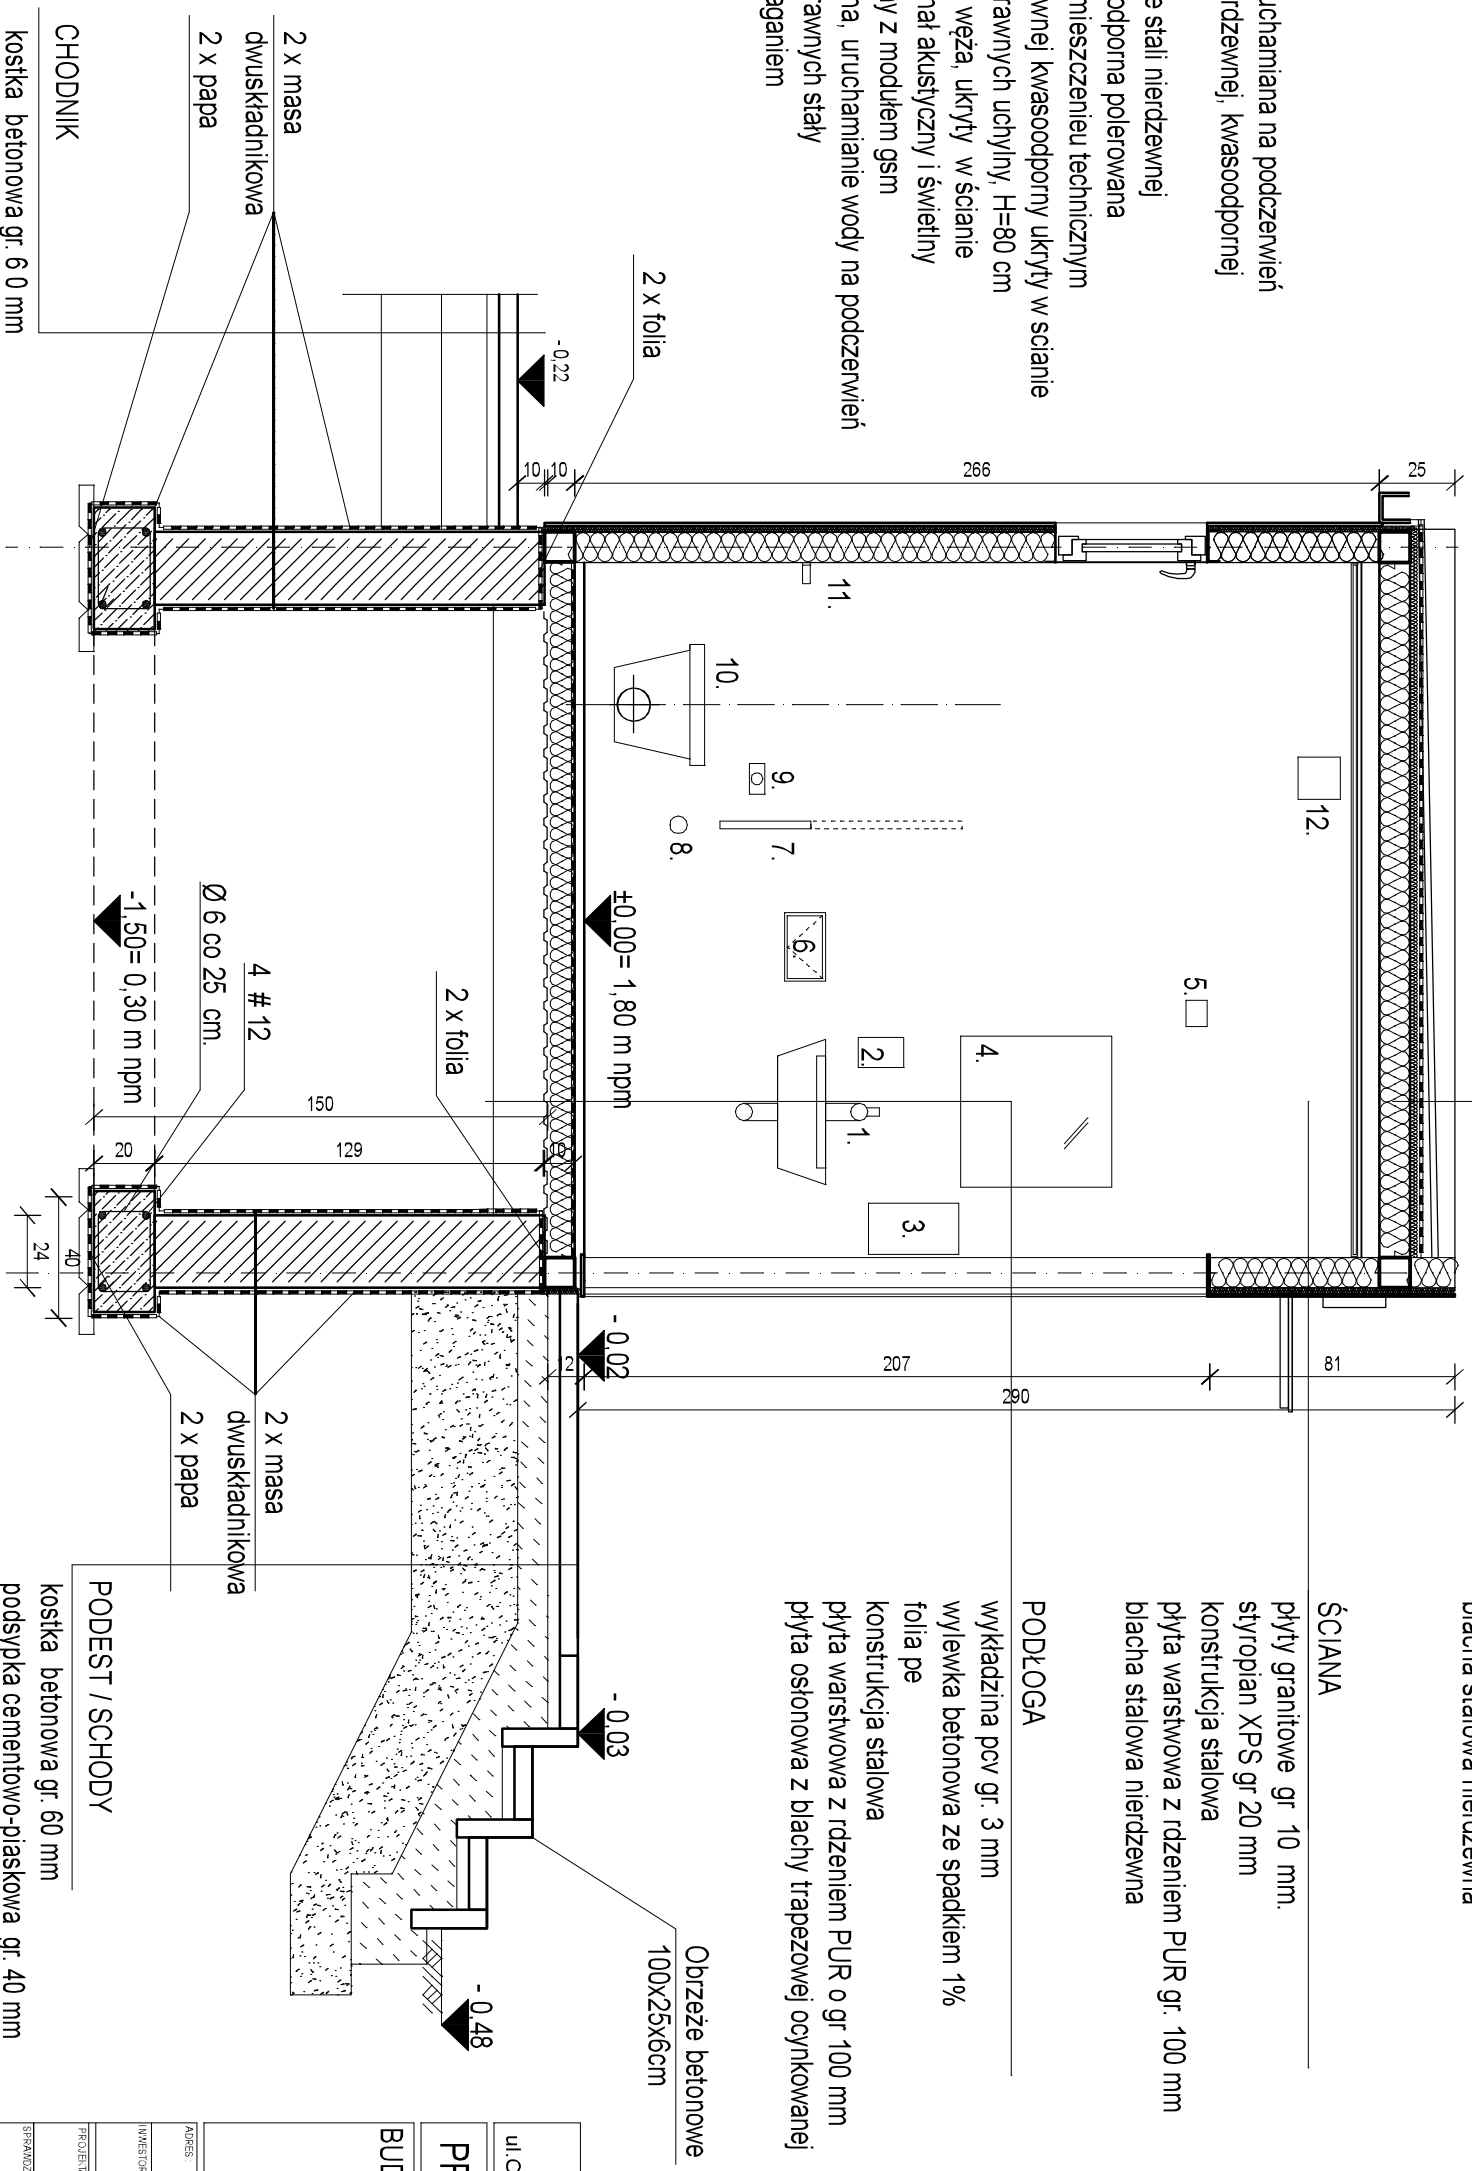 uchamiana na podczerwień
rdzewnej, kwasoodpornej
e stali nierdzewnej
odporna polerowana
mieszczenieu technicznym
wnej kwasoodporny ukryty w scianie
rawnych uchylny, H=80 cm
węża, ukryty w ścianie
nał akustyczny i świetlny
y z modułem gsm
na, uruchamianie wody na podczerwień
rawnych stały
aganiem
2 x folia
- 0,22
2 x masa
dwuskładnikowa
2 x papa
CHODNIK
kostka betonowa gr. 6 0 mm
10
10
266
25
11.
10.
9.
8.
7.
12.
6.
5.
4.
2.
1.
3.
±0,00= 1,80 m npm
-1,50= 0,30 m npm
Ø 6 co 25 cm.
4 # 12
2 x folia
150
20
129
24
40
12
207
81
290
- 0,02
- 0,03
- 0,48
2 x masa
dwuskładnikowa
2 x papa
ŚCIANA
płyty granitowe gr 10 mm.
styropian XPS gr 20 mm
konstrukcja stalowa
płyta warstwowa z rdzeniem PUR gr. 100 mm
blacha stalowa nierdzewna
PODŁOGA
wykładzina pcv gr. 3 mm
wylewka betonowa ze spadkiem 1%
folia pe
konstrukcja stalowa
płyta warstwowa z rdzeniem PUR o gr 100 mm
płyta osłonowa z blachy trapezowej ocynkowanej
Obrzeże betonowe
100x25x6cm
PODEST / SCHODY
kostka betonowa gr. 60 mm
podsypka cementowo-piaskowa gr. 40 mm
BUD
ADRES :
INWESTOR
PROJEKT
SPRAWDZ